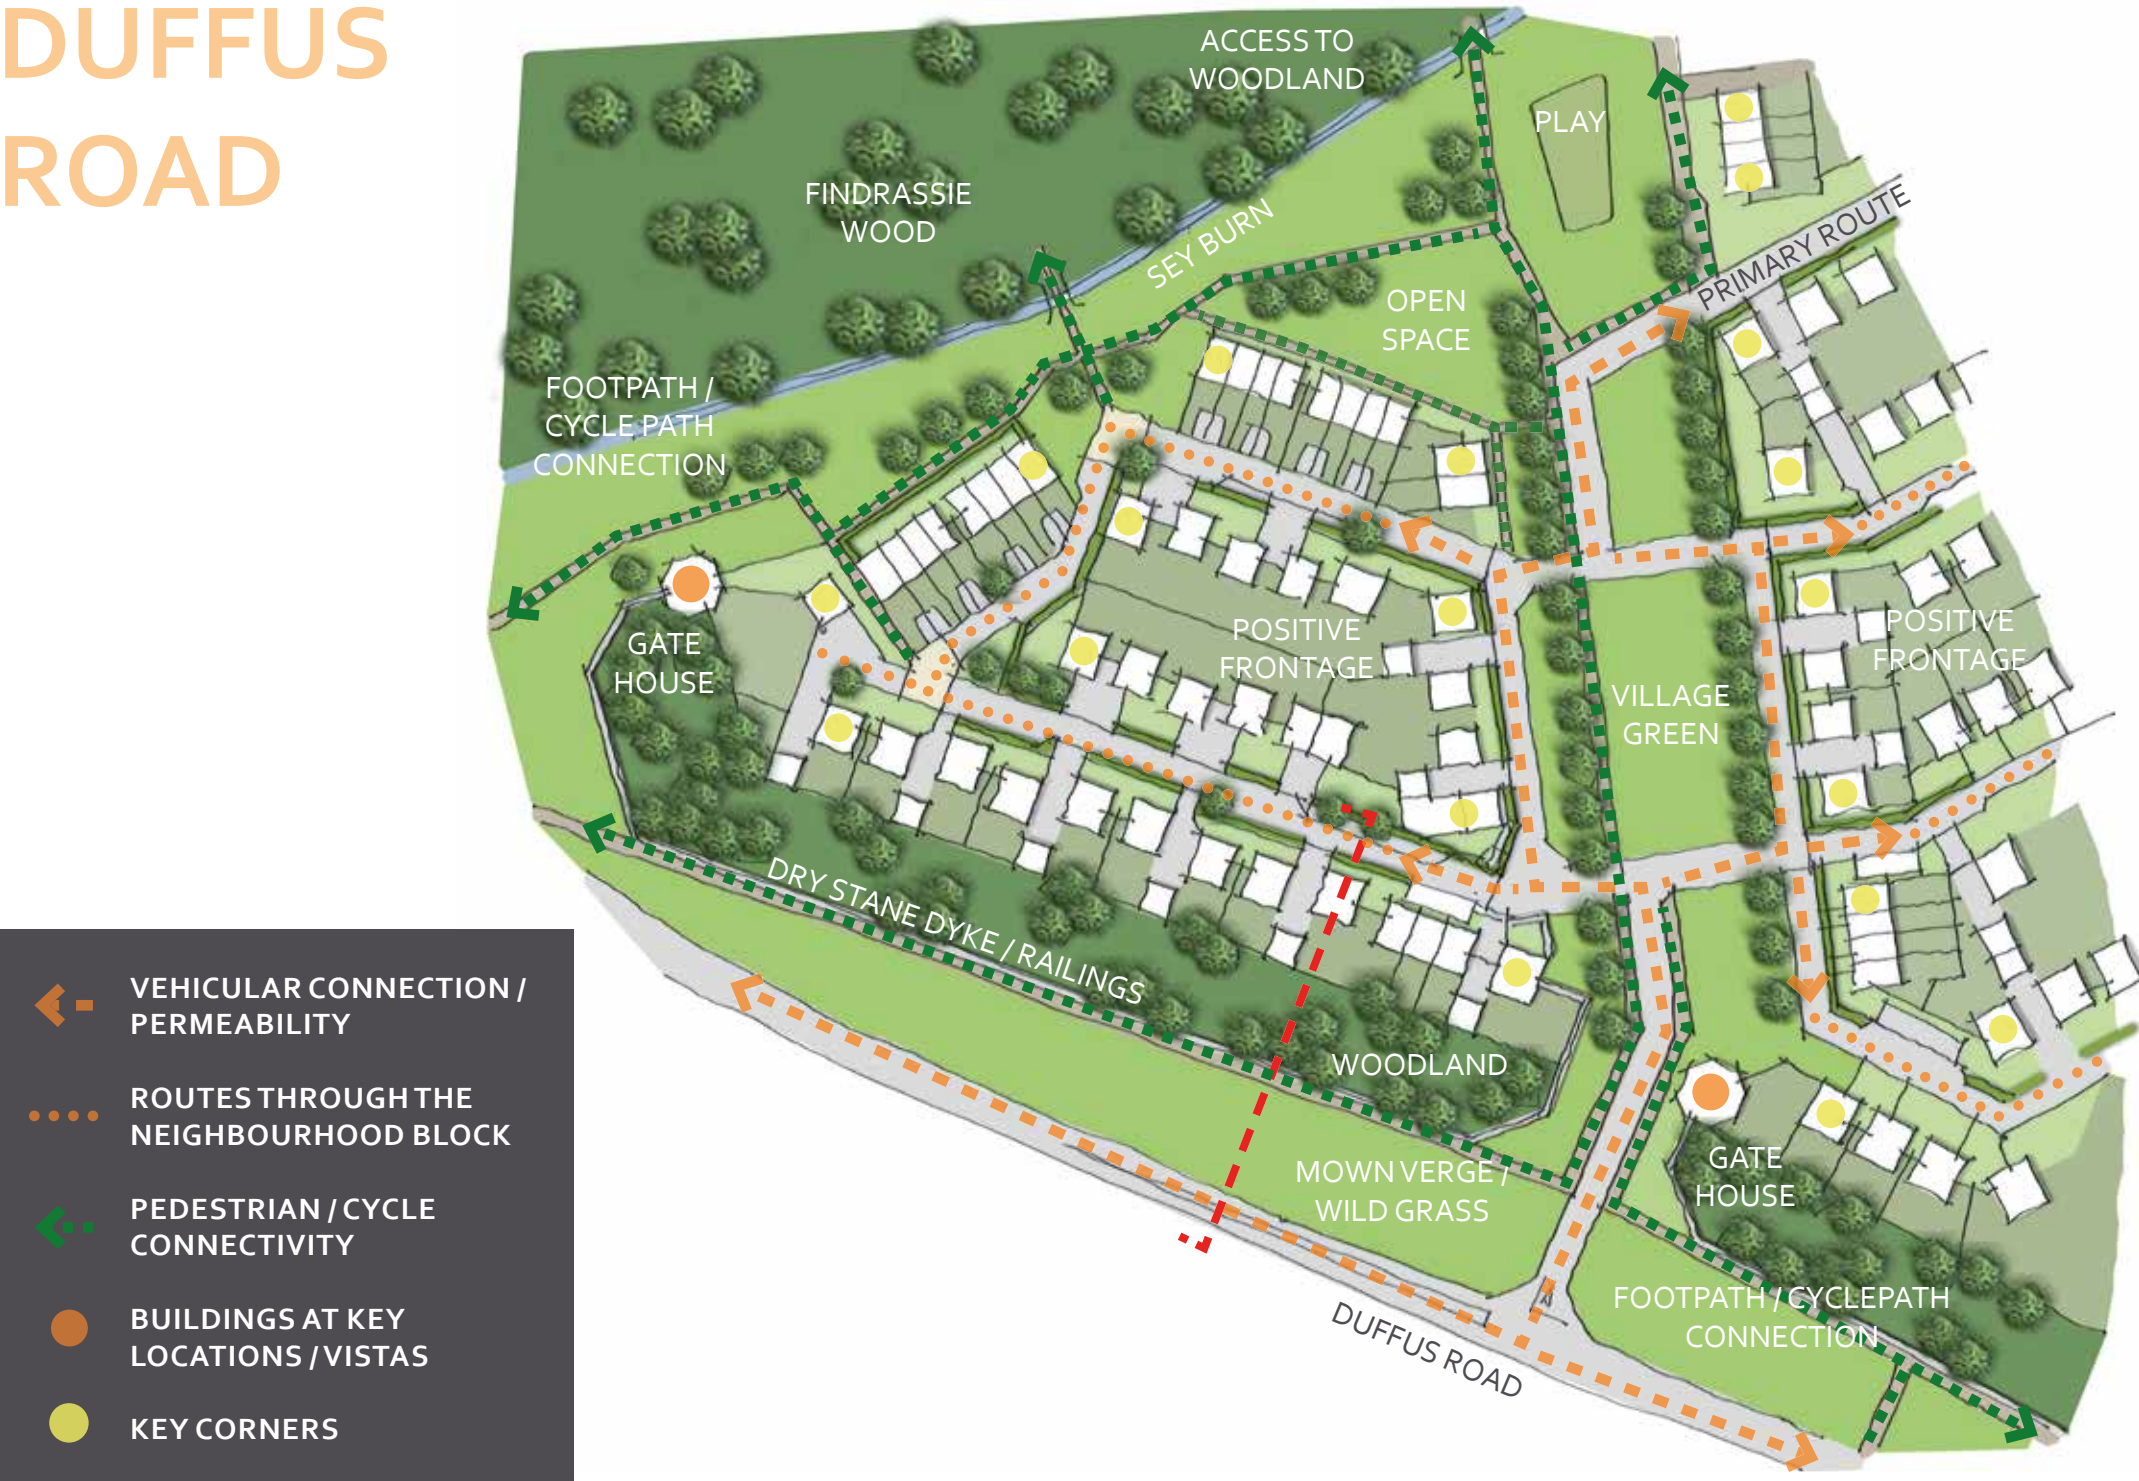 DUFFUS
ROAD
ACCESS TO
WOODLAND
PLAY
FINDRASSIE
WOOD
SEY BURN
PRIMARY ROUTE
OPEN
SPACE
FOOTPATH /
CYCLE PATH
CONNECTION
GATE
HOUSE
POSITIVE
FRONTAGE
POSITIVE
FRONTAGE
VILLAGE
GREEN
DRY STANE DYKE / RAILINGS
WOODLAND
MOWN VERGE /
WILD GRASS
GATE
HOUSE
FOOTPATH / CYCLEPATH
CONNECTION
DUFFUS ROAD
VEHICULAR CONNECTION /
PERMEABILITY
ROUTES THROUGH THE
NEIGHBOURHOOD BLOCK
PEDESTRIAN / CYCLE
CONNECTIVITY
BUILDINGS AT KEY
LOCATIONS / VISTAS
KEY CORNERS